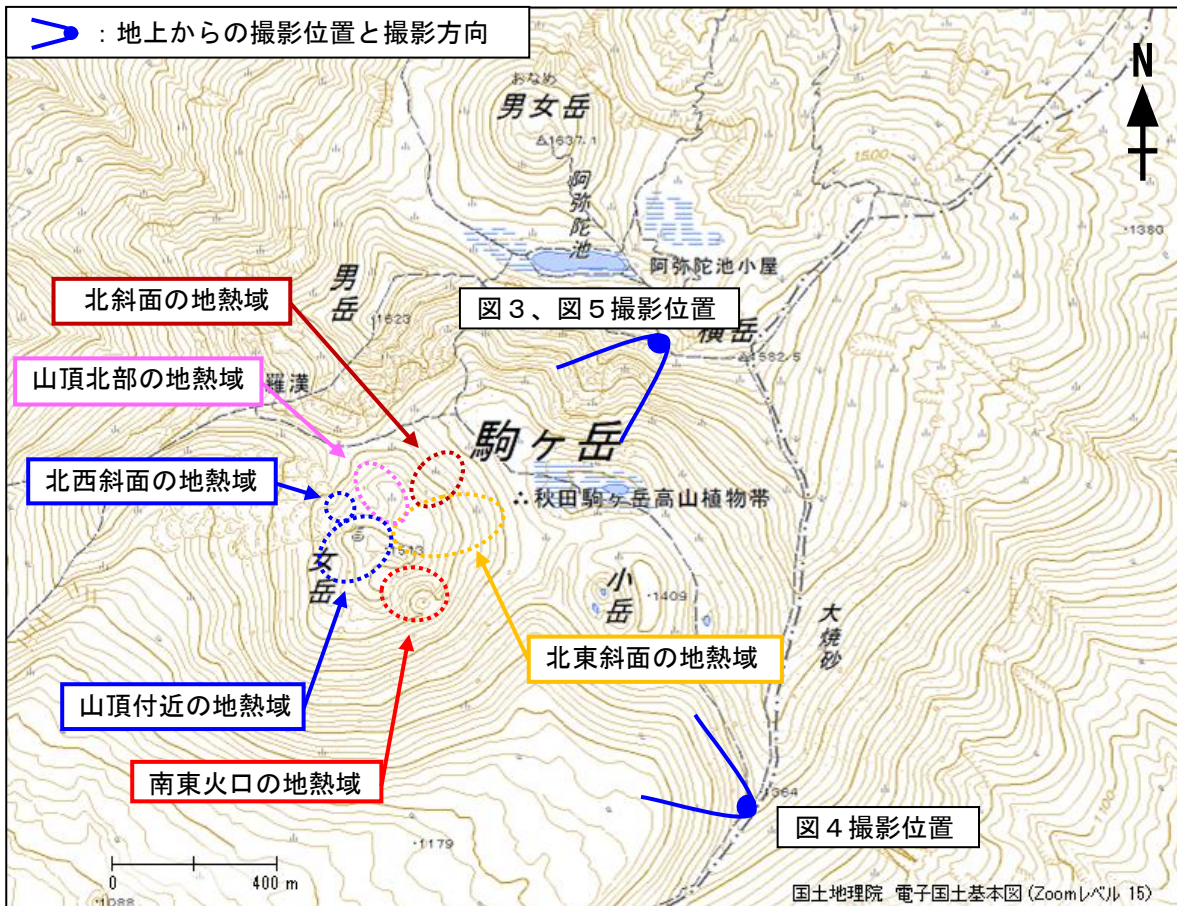 ：地上からの撮影位置と撮影方向
N
おなめ
男女岳
1637.1
阿弥陀池
1500
1380
阿弥陀池小屋
男岳
1623
北斜面の地熱域
図３、図５撮影位置
横岳
1582.5
山頂北部の地熱域
羅漢
駒ヶ岳
北西斜面の地熱域
∴秋田駒ヶ岳高山植物帯
1513
女岳
小岳
1409
大焼砂
北東斜面の地熱域
山頂付近の地熱域
南東火口の地熱域
1364
図４撮影位置
1179
1100
0
400 m
1088
国土地理院 電子国土基本図(Zoomレベル 15)